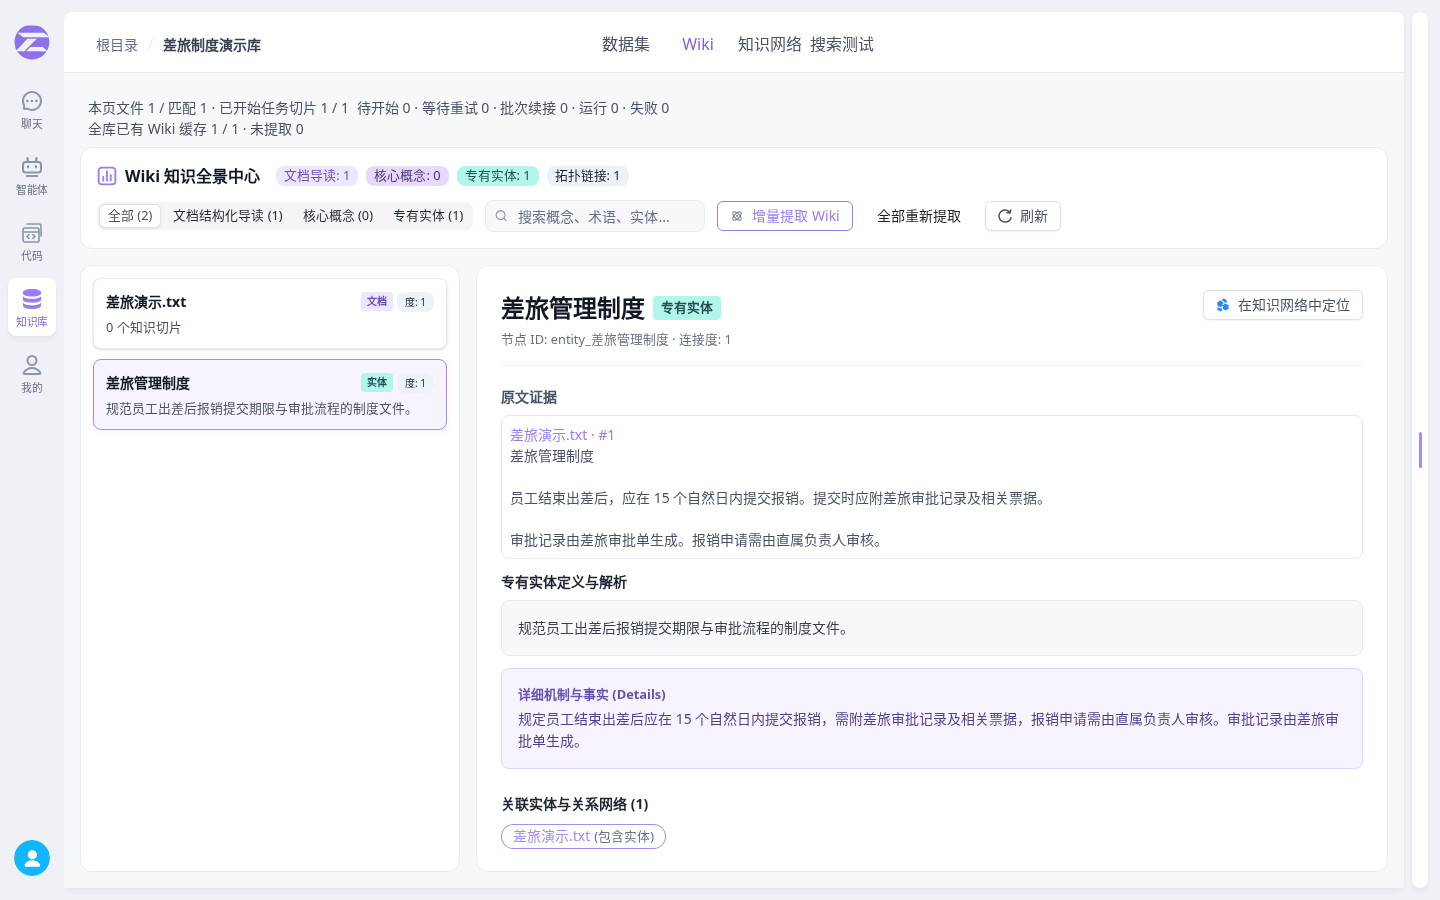 根目录 / 差旅制度演示库
数据集 Wiki 知识网络 搜索测试
聊天
智能体
代码
知识库
我的
本页文件 1 / 匹配 1 · 已开始任务切片 1 / 1 待开始 0 · 等待重试 0 · 批次续接 0 · 运行 0 · 失败 0
全库已有 Wiki 缓存 1 / 1 · 未提取 0
Wiki 知识全景中心 文档导读: 1 核心概念: 0 专有实体: 1 拓扑链接: 1
全部 (2) 文档结构化导读 (1) 核心概念 (0) 专有实体 (1) 搜索概念、术语、实体... 增量提取 Wiki 全部重新提取 刷新
差旅演示.txt 文档 度: 1
0 个知识切片
差旅管理制度 实体 度: 1
规范员工出差后报销提交期限与审批流程的制度文件。
差旅管理制度 专有实体 在知识网络中定位
节点 ID: entity_差旅管理制度 · 连接度: 1
原文证据
差旅演示.txt · #1
差旅管理制度
员工结束出差后，应在 15 个自然日内提交报销。提交时应附差旅审批记录及相关票据。
审批记录由差旅审批单生成。报销申请需由直属负责人审核。
专有实体定义与解析
规范员工出差后报销提交期限与审批流程的制度文件。
详细机制与事实 (Details)
规定员工结束出差后应在 15 个自然日内提交报销，需附差旅审批记录及相关票据，报销申请需由直属负责人审核。审批记录由差旅审
批单生成。
关联实体与关系网络 (1)
差旅演示.txt (包含实体)